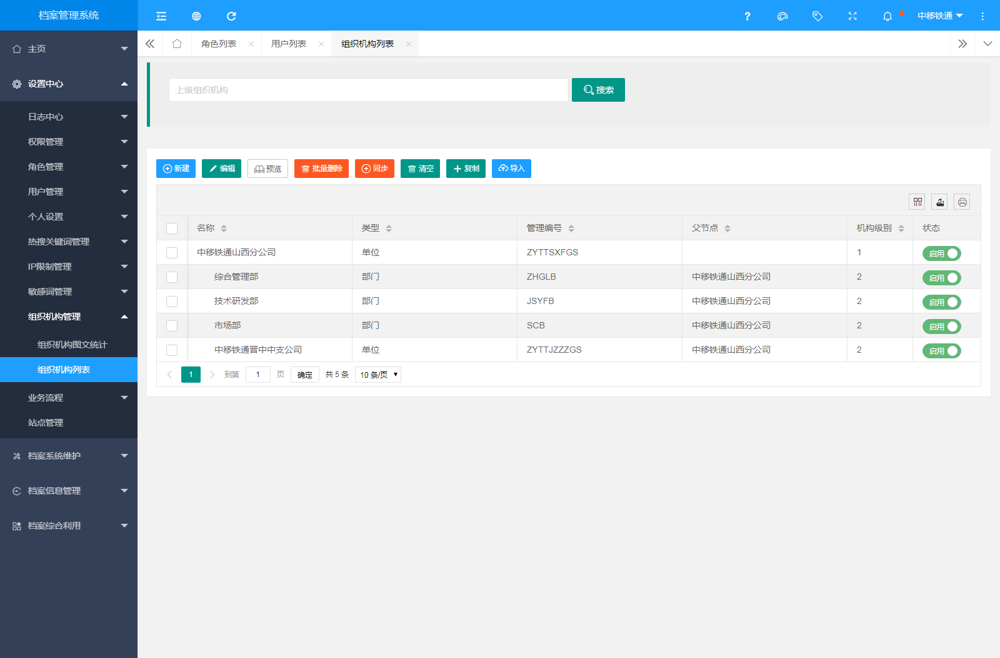 档案管理系统
?
中移铁通
主页
设置中心
日志中心
权限管理
角色管理
用户管理
个人设置
热搜关键词管理
IP限制管理
敏感词管理
组织机构管理
组织机构图文统计
组织机构列表
业务流程
站点管理
档案系统维护
档案信息管理
档案综合利用
角色列表 用户列表 组织机构列表
上级组织机构 搜索
新建 编辑 预览 批量删除 同步 清空 复制 导入
名称 类型 管理编号 父节点 机构级别 状态
中移铁通山西分公司 单位 ZYTTSXFGS 1 启用
综合管理部 部门 ZHGLB 中移铁通山西分公司 2 启用
技术研发部 部门 JSYFB 中移铁通山西分公司 2 启用
市场部 部门 SCB 中移铁通山西分公司 2 启用
中移铁通晋中中支公司 单位 ZYTTJZZZGS 中移铁通山西分公司 2 启用
1 到第 1 页 确定 共 5 条 10 条/页